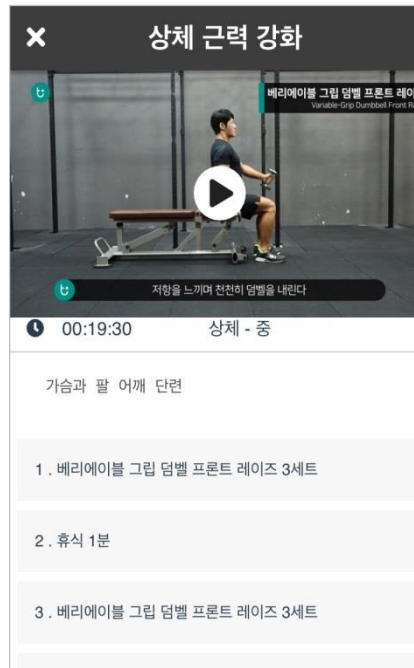 상체 근력 강화
베리에이블 그립 덤벨 프론트 레이
Variable-Grip Dumbbell Front Ra
저항을 느끼며 천천히 덤벨을 내린다
00:19:30 상체 - 중
가슴과 팔 어깨 단련
1 . 베리에이블 그립 덤벨 프론트 레이즈 3세트
2 . 휴식 1분
3 . 베리에이블 그립 덤벨 프론트 레이즈 3세트